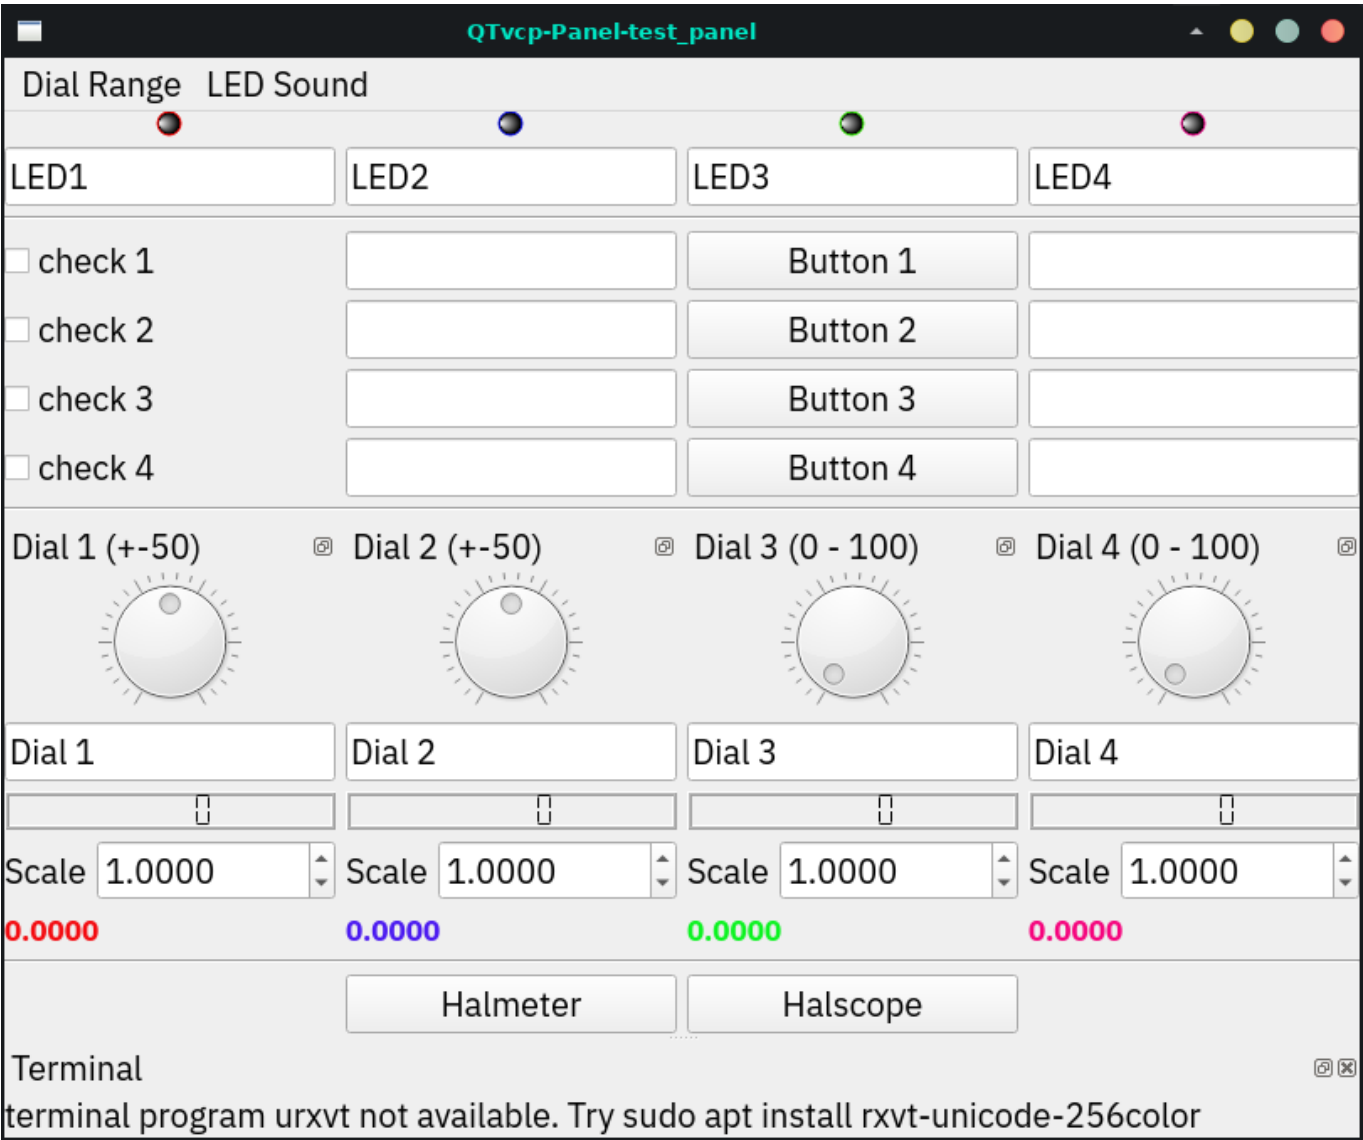 QTvcp-Panel-test_panel
Dial Range LED Sound
LED1 LED2 LED3 LED4
check 1 Button 1
check 2 Button 2
check 3 Button 3
check 4 Button 4
Dial 1 (+-50) Dial 2 (+-50) Dial 3 (0 - 100) Dial 4 (0 - 100)
Dial 1 Dial 2 Dial 3 Dial 4
0 0 0 0
Scale 1.0000 Scale 1.0000 Scale 1.0000 Scale 1.0000
0.0000 0.0000 0.0000 0.0000
Halmeter Halscope
Terminal
terminal program urxvt not available. Try sudo apt install rxvt-unicode-256color